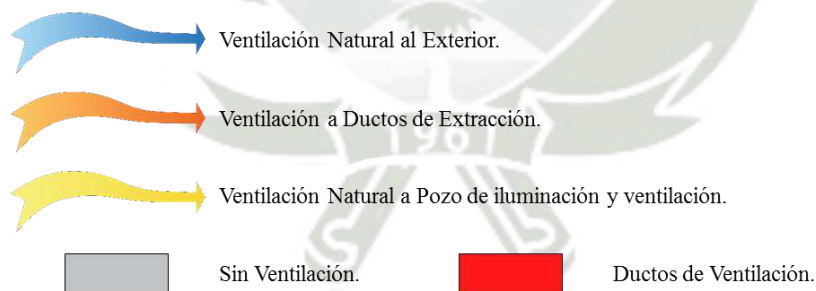 Ventilación Natural al Exterior.
Ventilación a Ductos de Extracción.
1961
Ventilación Natural a Pozo de iluminación y ventilación.
Sin Ventilación. Ductos de Ventilación.